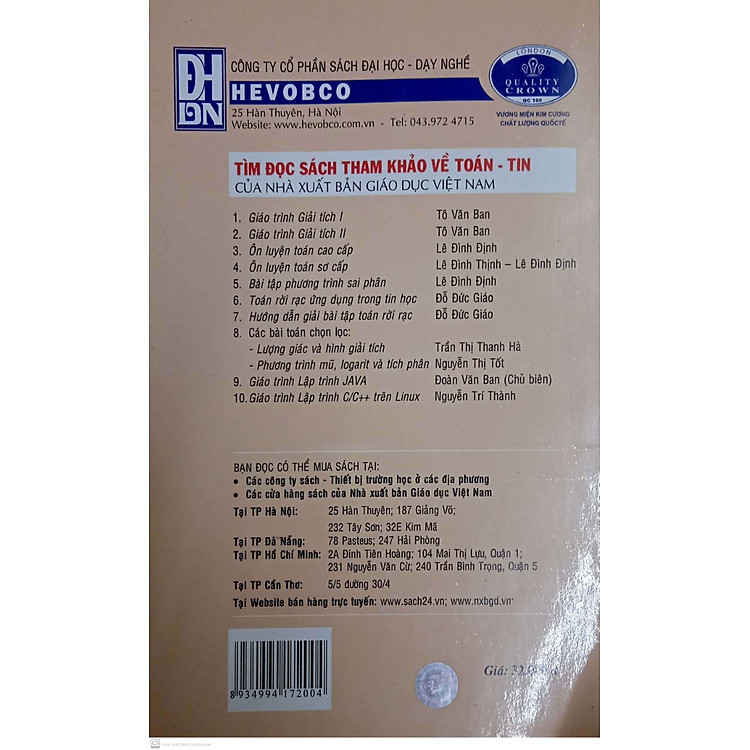 ĐH
DN
CÔNG TY CỔ PHẦN SÁCH ĐẠI HỌC - DẠY NGHỀ
HEVOBCO
25 Hàn Thuyên, Hà Nội
Website: www.hevobco.com.vn - Tel: 043.972 4715
LONDON
QUALITY
CROWN
QC 100
VƯƠNG MIỆN KIM CƯƠNG
CHẤT LƯỢNG QUỐC TẾ
TÌM ĐỌC SÁCH THAM KHẢO VỀ TOÁN - TIN
CỦA NHÀ XUẤT BẢN GIÁO DỤC VIỆT NAM
1. Giáo trình Giải tích I Tô Văn Ban
2. Giáo trình Giải tích II Tô Văn Ban
3. Ôn luyện toán cao cấp Lê Đình Định
4. Ôn luyện toán sơ cấp Lê Đình Thịnh – Lê Đình Định
5. Bài tập phương trình sai phân Lê Đình Định
6. Toán rời rạc ứng dụng trong tin học Đỗ Đức Giáo
7. Hướng dẫn giải bài tập toán rời rạc Đỗ Đức Giáo
8. Các bài toán chọn lọc:
- Lượng giác và hình giải tích Trần Thị Thanh Hà
- Phương trình mũ, logarit và tích phân Nguyễn Thị Tốt
9. Giáo trình Lập trình JAVA Đoàn Văn Ban (Chủ biên)
10. Giáo trình Lập trình C/C++ trên Linux Nguyễn Trí Thành
BẠN ĐỌC CÓ THỂ MUA SÁCH TẠI:
• Các công ty sách - Thiết bị trường học ở các địa phương
• Các cửa hàng sách của Nhà xuất bản Giáo dục Việt Nam
Tại TP Hà Nội: 25 Hàn Thuyên; 187 Giảng Võ;
232 Tây Sơn; 32E Kim Mã
Tại TP Đà Nẵng: 78 Pasteus; 247 Hải Phòng
Tại TP Hồ Chí Minh: 2A Đinh Tiên Hoàng; 104 Mai Thị Lựu, Quận 1;
231 Nguyễn Văn Cừ; 240 Trần Bình Trọng, Quận 5
Tại TP Cần Thơ: 5/5 đường 30/4
Tại Website bán hàng trực tuyến: www.sach24.vn; www.nxbgd.vn
8 934994 172004
Giá:
CS